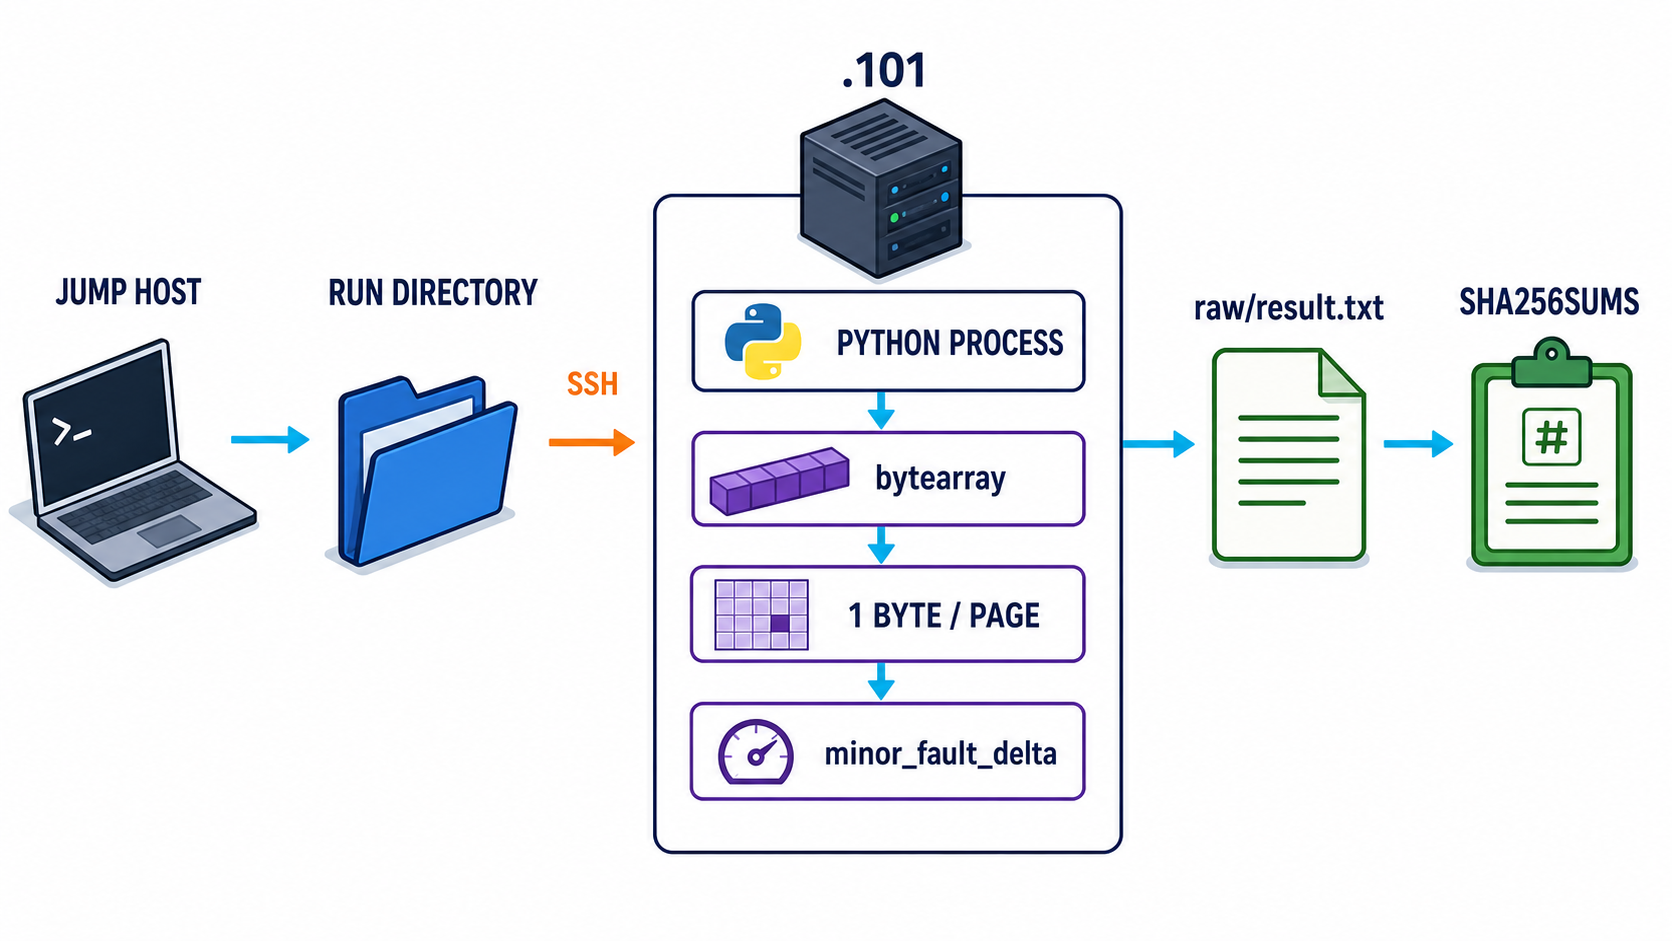 .101
JUMP HOST
RUN DIRECTORY
SSH
>_
PYTHON PROCESS
bytearray
1 BYTE / PAGE
minor_fault_delta
raw/result.txt
SHA256SUMS
#